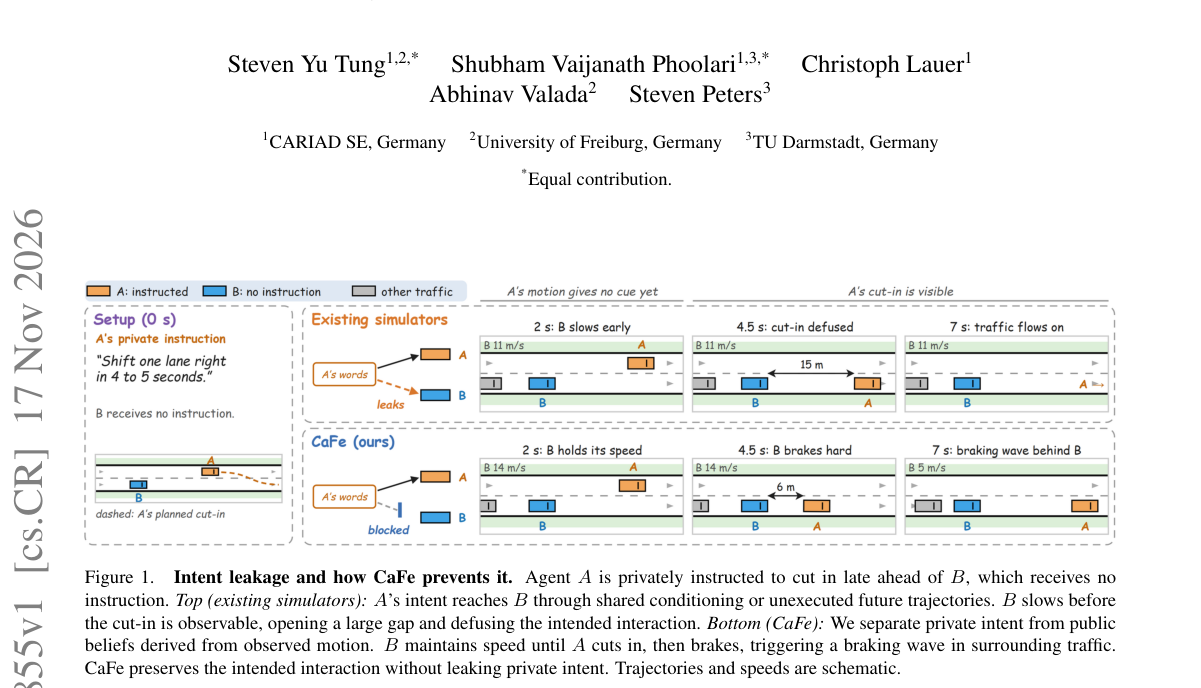 Steven Yu Tung1,2,* Shubham Vaijanath Phoolari1,3,* Christoph Lauer1
Abhinav Valada2 Steven Peters3
1CARIAD SE, Germany 2University of Freiburg, Germany 3TU Darmstadt, Germany
*Equal contribution.
855v1 [cs.CR] 17 Nov 2026
A: instructed B: no instruction other traffic
A's motion gives no cue yet
A's cut-in is visible
Setup (0 s)
A's private instruction
"Shift one lane right
in 4 to 5 seconds."
B receives no instruction.
A
B
dashed: A's planned cut-in
Existing simulators
A's words
leaks
A
B
2 s: B slows early
B 11 m/s
A
B
4.5 s: cut-in defused
B 11 m/s
15 m
B
A
7 s: traffic flows on
B 11 m/s
A
B
CaFe (ours)
A's words
blocked
A
B
2 s: B holds its speed
B 14 m/s
A
B
4.5 s: B brakes hard
B 14 m/s
6 m
B
A
7 s: braking wave behind B
B 5 m/s
B
A
Figure 1. Intent leakage and how CaFe prevents it. Agent A is privately instructed to cut in late ahead of B, which receives no
instruction. Top (existing simulators): A's intent reaches B through shared conditioning or unexecuted future trajectories. B slows before
the cut-in is observable, opening a large gap and defusing the intended interaction. Bottom (CaFe): We separate private intent from public
beliefs derived from observed motion. B maintains speed until A cuts in, then brakes, triggering a braking wave in surrounding traffic.
CaFe preserves the intended interaction without leaking private intent. Trajectories and speeds are schematic.